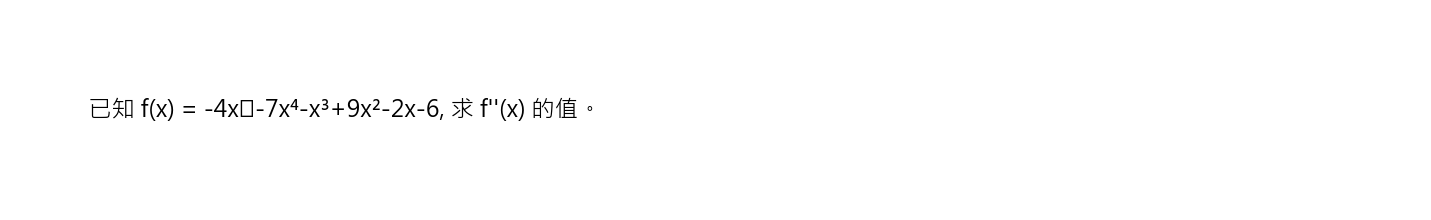 已知 f(x) = -4x▯-7x⁴-x³+9x²-2x-6, 求 f''(x) 的值。